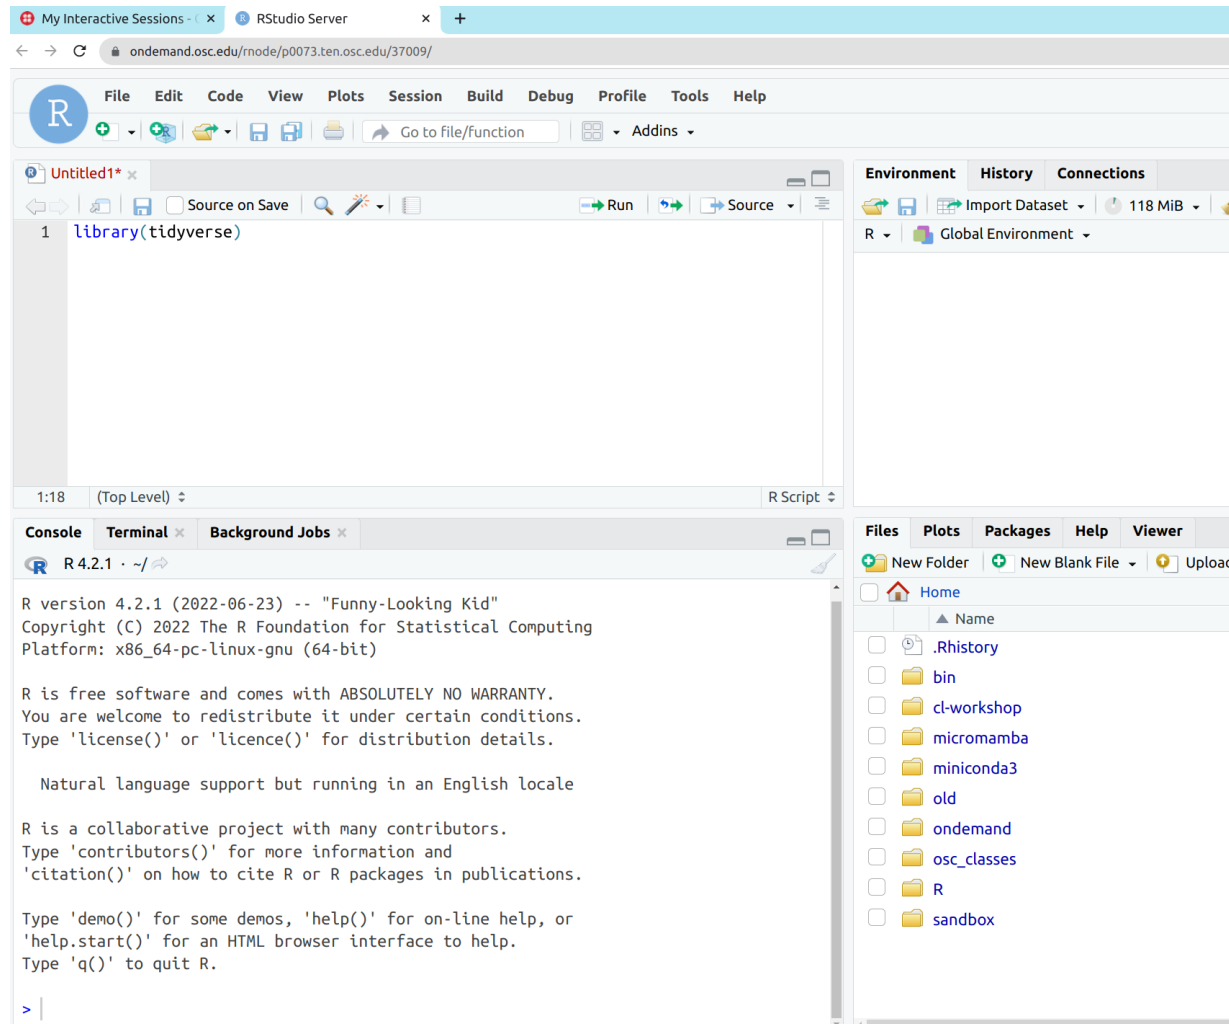 My Interactive Sessions - RStudio Server
ondemand.osc.edu/rnode/p0073.ten.osc.edu/37009/
R File Edit Code View Plots Session Build Debug Profile Tools Help
Go to file/function Addins
Untitled1*
Source on Save Run Source
1 library(tidyverse)
1:18 (Top Level) R Script
Console Terminal Background Jobs
R 4.2.1 · ~/
R version 4.2.1 (2022-06-23) -- "Funny-Looking Kid"
Copyright (C) 2022 The R Foundation for Statistical Computing
Platform: x86_64-pc-linux-gnu (64-bit)
R is free software and comes with ABSOLUTELY NO WARRANTY.
You are welcome to redistribute it under certain conditions.
Type 'license()' or 'licence()' for distribution details.
Natural language support but running in an English locale
R is a collaborative project with many contributors.
Type 'contributors()' for more information and
'citation()' on how to cite R or R packages in publications.
Type 'demo()' for some demos, 'help()' for on-line help, or
'help.start()' for an HTML browser interface to help.
Type 'q()' to quit R.
>
Environment History Connections
Import Dataset 118 MiB
R Global Environment
Files Plots Packages Help Viewer
New Folder New Blank File Upload
Home
Name
.Rhistory
bin
cl-workshop
micromamba
miniconda3
old
ondemand
osc_classes
R
sandbox